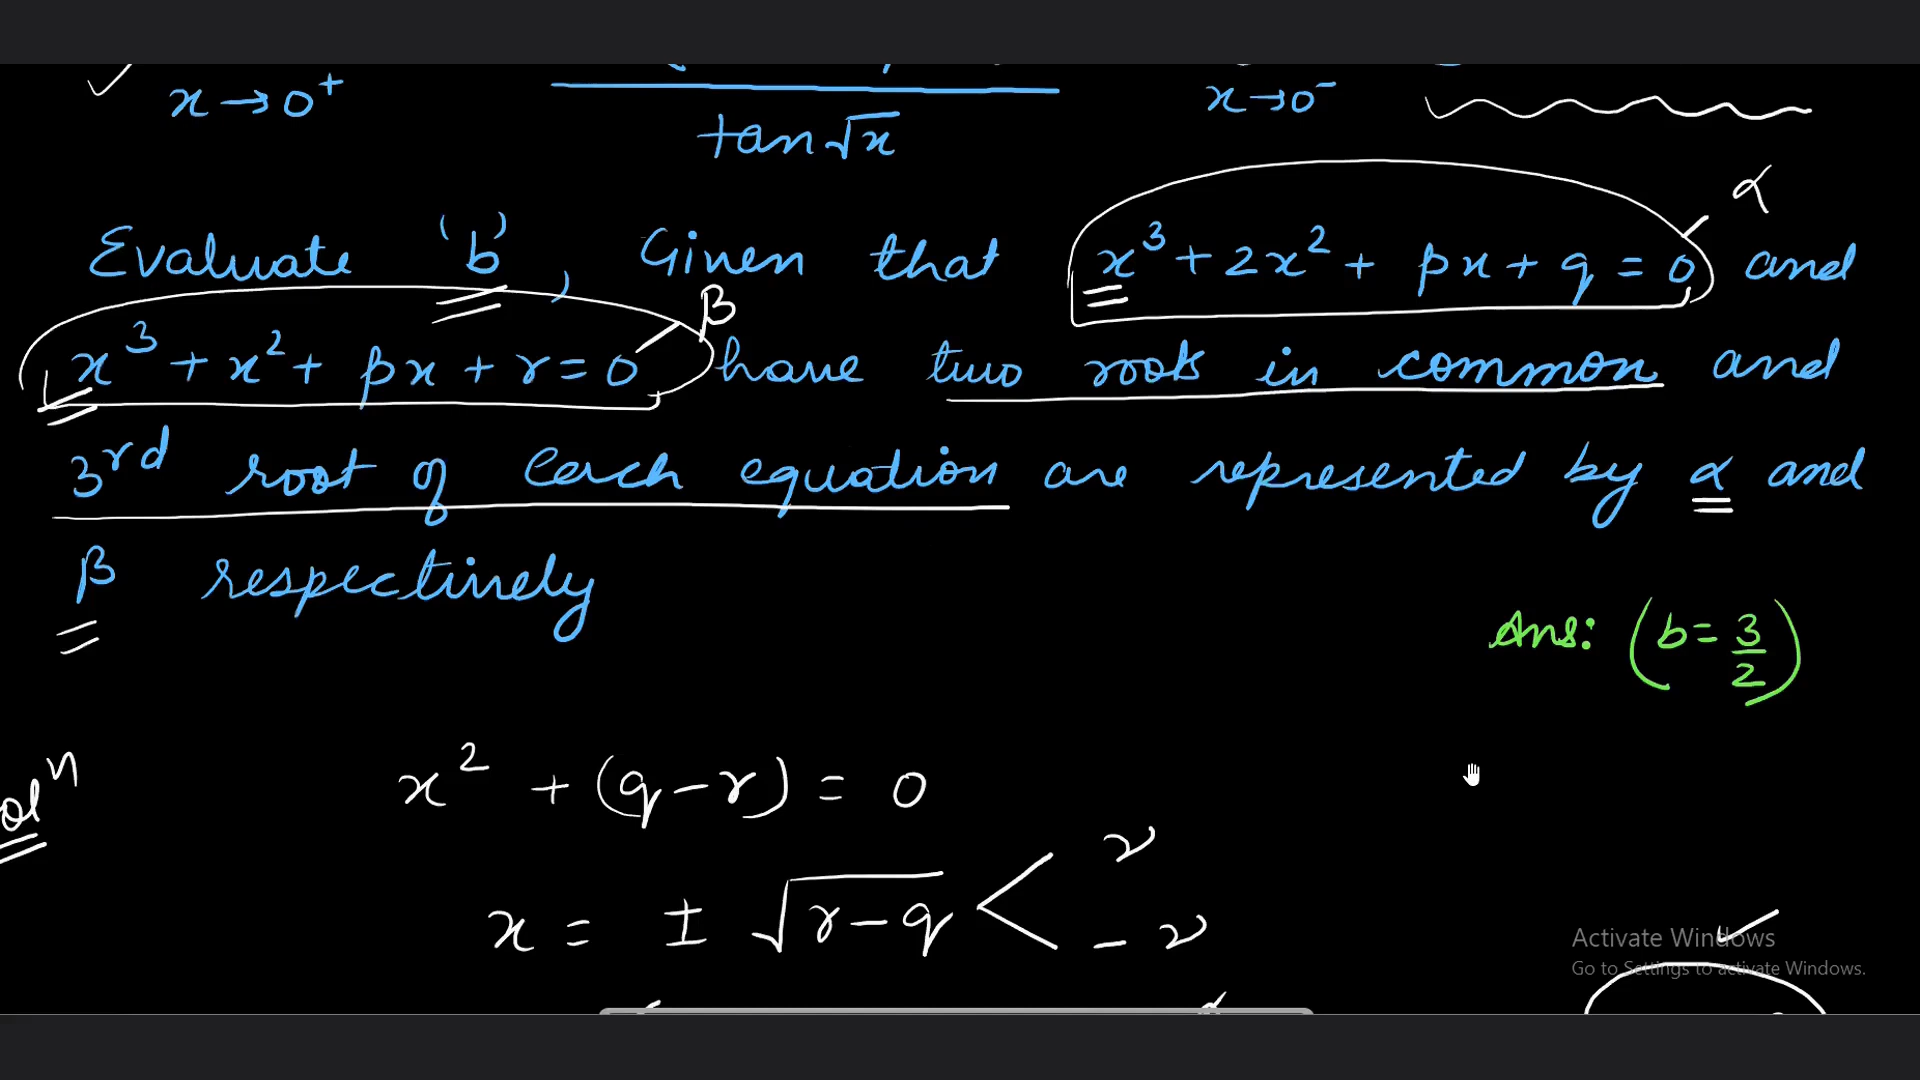 x→0⁺ tan√x x→0⁻
α
Evaluate 'b', Given that x³ + 2x² + px + q = 0 and
β
x³ + x² + px + r = 0 have two roots in common and
3rd root of each equation are represented by α and
β respectively
Ans: (b = 3/2)
olⁿ
x² + (q - r) = 0
x = ± √r - q < ν
- ν
Activate Windows
Go to Settings to activate Windows.